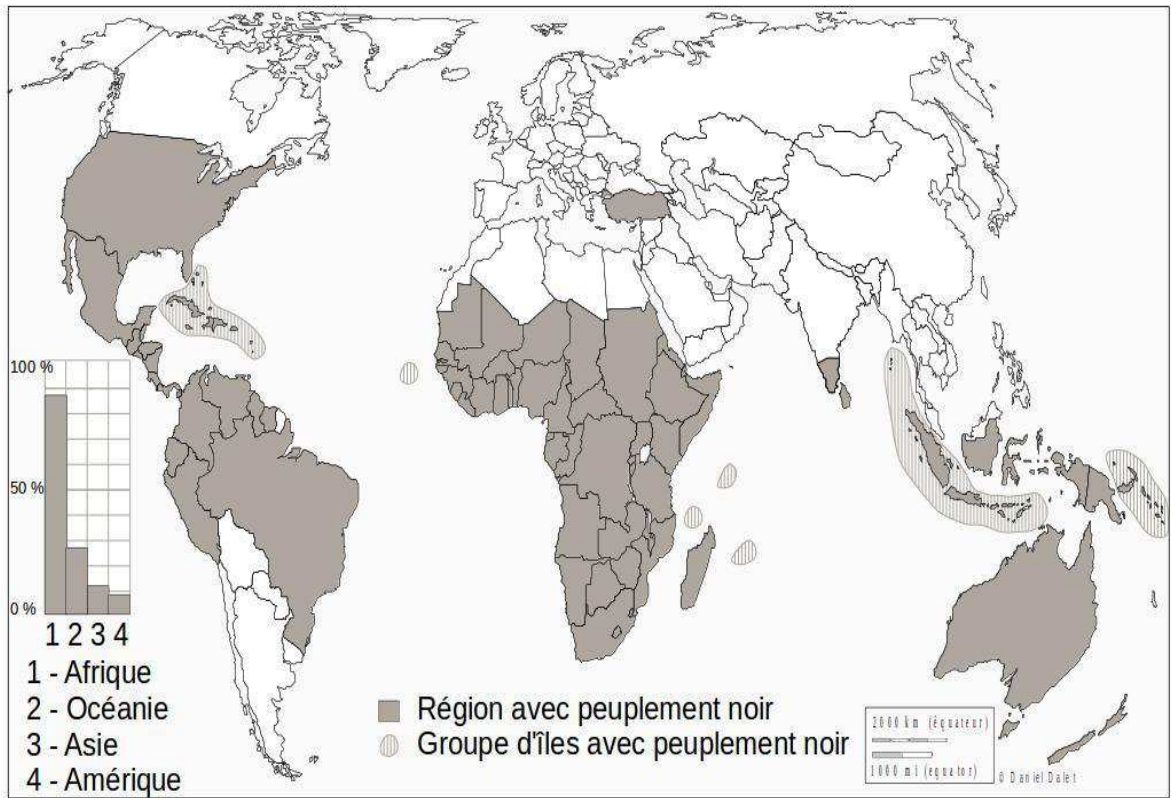 100 %
50 %
0 %
1 2 3 4
1 - Afrique
2 - Océanie
3 - Asie
4 - Amérique
Région avec peuplement noir
Groupe d'îles avec peuplement noir
2000 km (équateur)
1000 mi (equator)
© Daniel Dalet